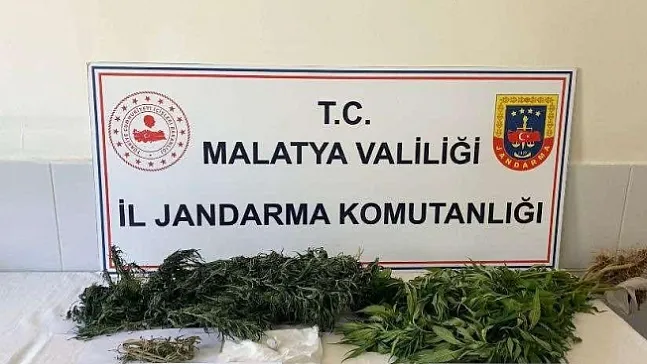 T.C.
MALATYA VALİLİĞİ
İL JANDARMA KOMUTANLIĞI
JANDARMA